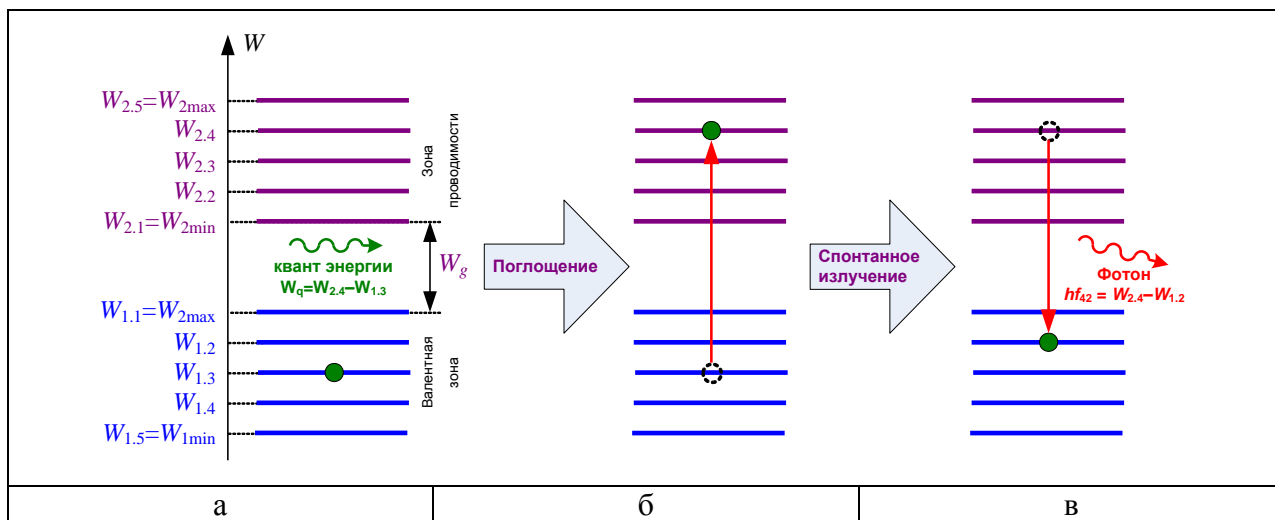 W
W2.5=W2max
W2.4
W2.3
W2.2
W2.1=W2min
Зона
проводимости
квант энергии
Wq=W2.4–W1.3
Wg
Поглощение
Спонтанное
излучение
Фотон
hf42 = W2.4–W1.2
W1.1=W2max
W1.2
W1.3
W1.4
W1.5=W1min
Валентная
зона
а
б
в